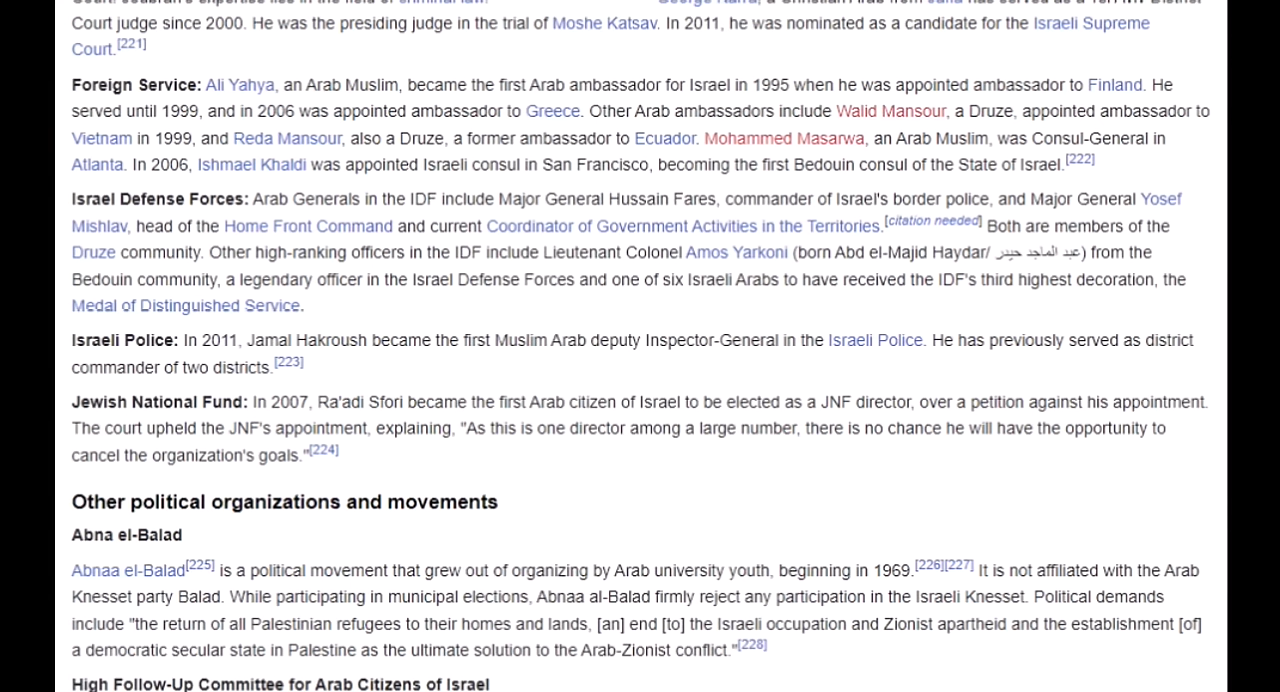 Court judge since 2000. He was the presiding judge in the trial of Moshe Katsav. In 2011, he was nominated as a candidate for the Israeli Supreme
Court.[221]
Foreign Service: Ali Yahya, an Arab Muslim, became the first Arab ambassador for Israel in 1995 when he was appointed ambassador to Finland. He
served until 1999, and in 2006 was appointed ambassador to Greece. Other Arab ambassadors include Walid Mansour, a Druze, appointed ambassador to
Vietnam in 1999, and Reda Mansour, also a Druze, a former ambassador to Ecuador. Mohammed Masarwa, an Arab Muslim, was Consul-General in
Atlanta. In 2006, Ishmael Khaldi was appointed Israeli consul in San Francisco, becoming the first Bedouin consul of the State of Israel.[222]
Israel Defense Forces: Arab Generals in the IDF include Major General Hussain Fares, commander of Israel's border police, and Major General Yosef
Mishlav, head of the Home Front Command and current Coordinator of Government Activities in the Territories.[citation needed] Both are members of the
Druze community. Other high-ranking officers in the IDF include Lieutenant Colonel Amos Yarkoni (born Abd el-Majid Haydar/ عبد الماجد حيدر) from the
Bedouin community, a legendary officer in the Israel Defense Forces and one of six Israeli Arabs to have received the IDF's third highest decoration, the
Medal of Distinguished Service.
Israeli Police: In 2011, Jamal Hakroush became the first Muslim Arab deputy Inspector-General in the Israeli Police. He has previously served as district
commander of two districts.[223]
Jewish National Fund: In 2007, Ra'adi Sfori became the first Arab citizen of Israel to be elected as a JNF director, over a petition against his appointment.
The court upheld the JNF's appointment, explaining, "As this is one director among a large number, there is no chance he will have the opportunity to
cancel the organization's goals."[224]
Other political organizations and movements
Abna el-Balad
Abnaa el-Balad[225] is a political movement that grew out of organizing by Arab university youth, beginning in 1969.[226][227] It is not affiliated with the Arab
Knesset party Balad. While participating in municipal elections, Abnaa al-Balad firmly reject any participation in the Israeli Knesset. Political demands
include "the return of all Palestinian refugees to their homes and lands, [an] end [to] the Israeli occupation and Zionist apartheid and the establishment [of]
a democratic secular state in Palestine as the ultimate solution to the Arab-Zionist conflict."[228]
High Follow-Up Committee for Arab Citizens of Israel